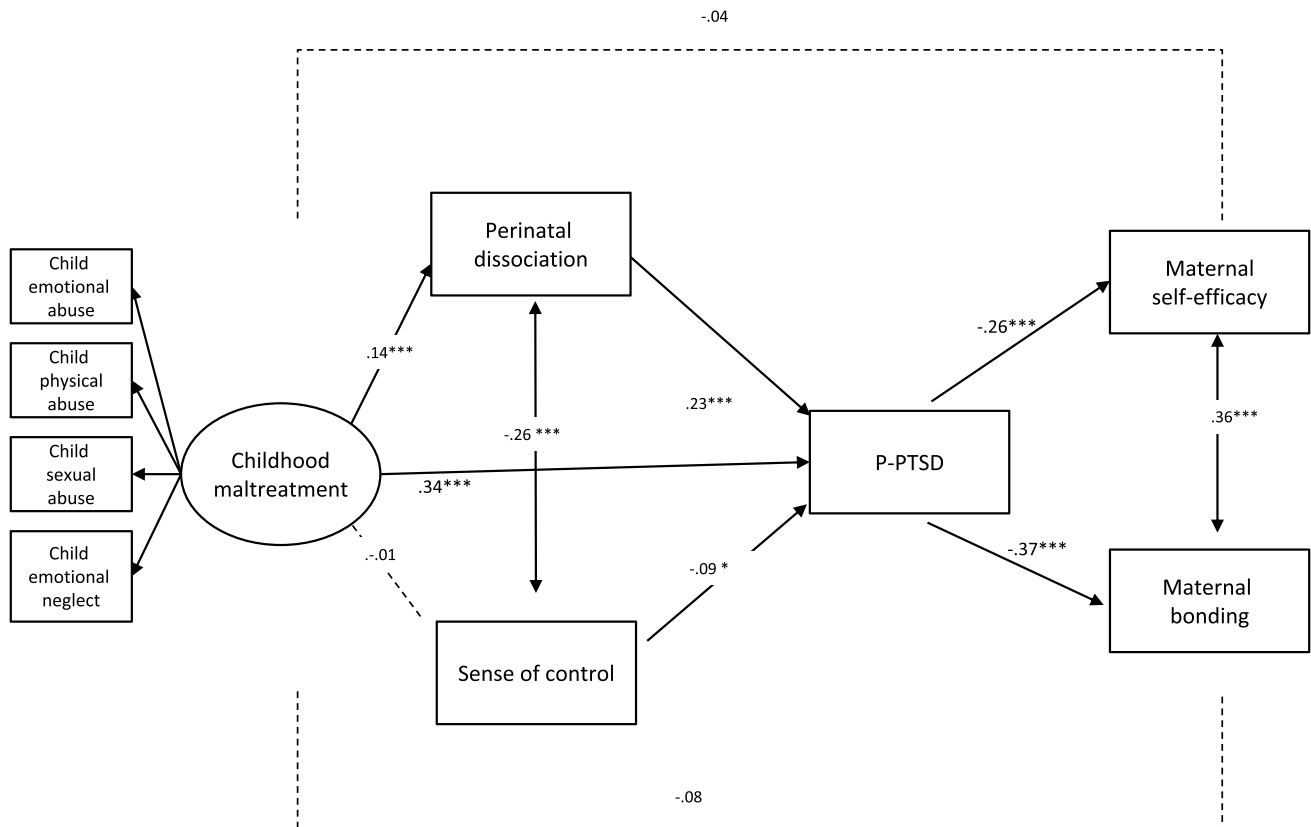 -.04
Perinatal
dissociation
Child
emotional
abuse
Maternal
self-efficacy
-.26***
Child
physical
abuse
.14***
.23***
.36***
-.26 ***
Child
sexual
abuse
Childhood
maltreatment
P-PTSD
.34***
Child
emotional
neglect
.-.01
-.09 *
-.37***
Maternal
bonding
Sense of control
-.08